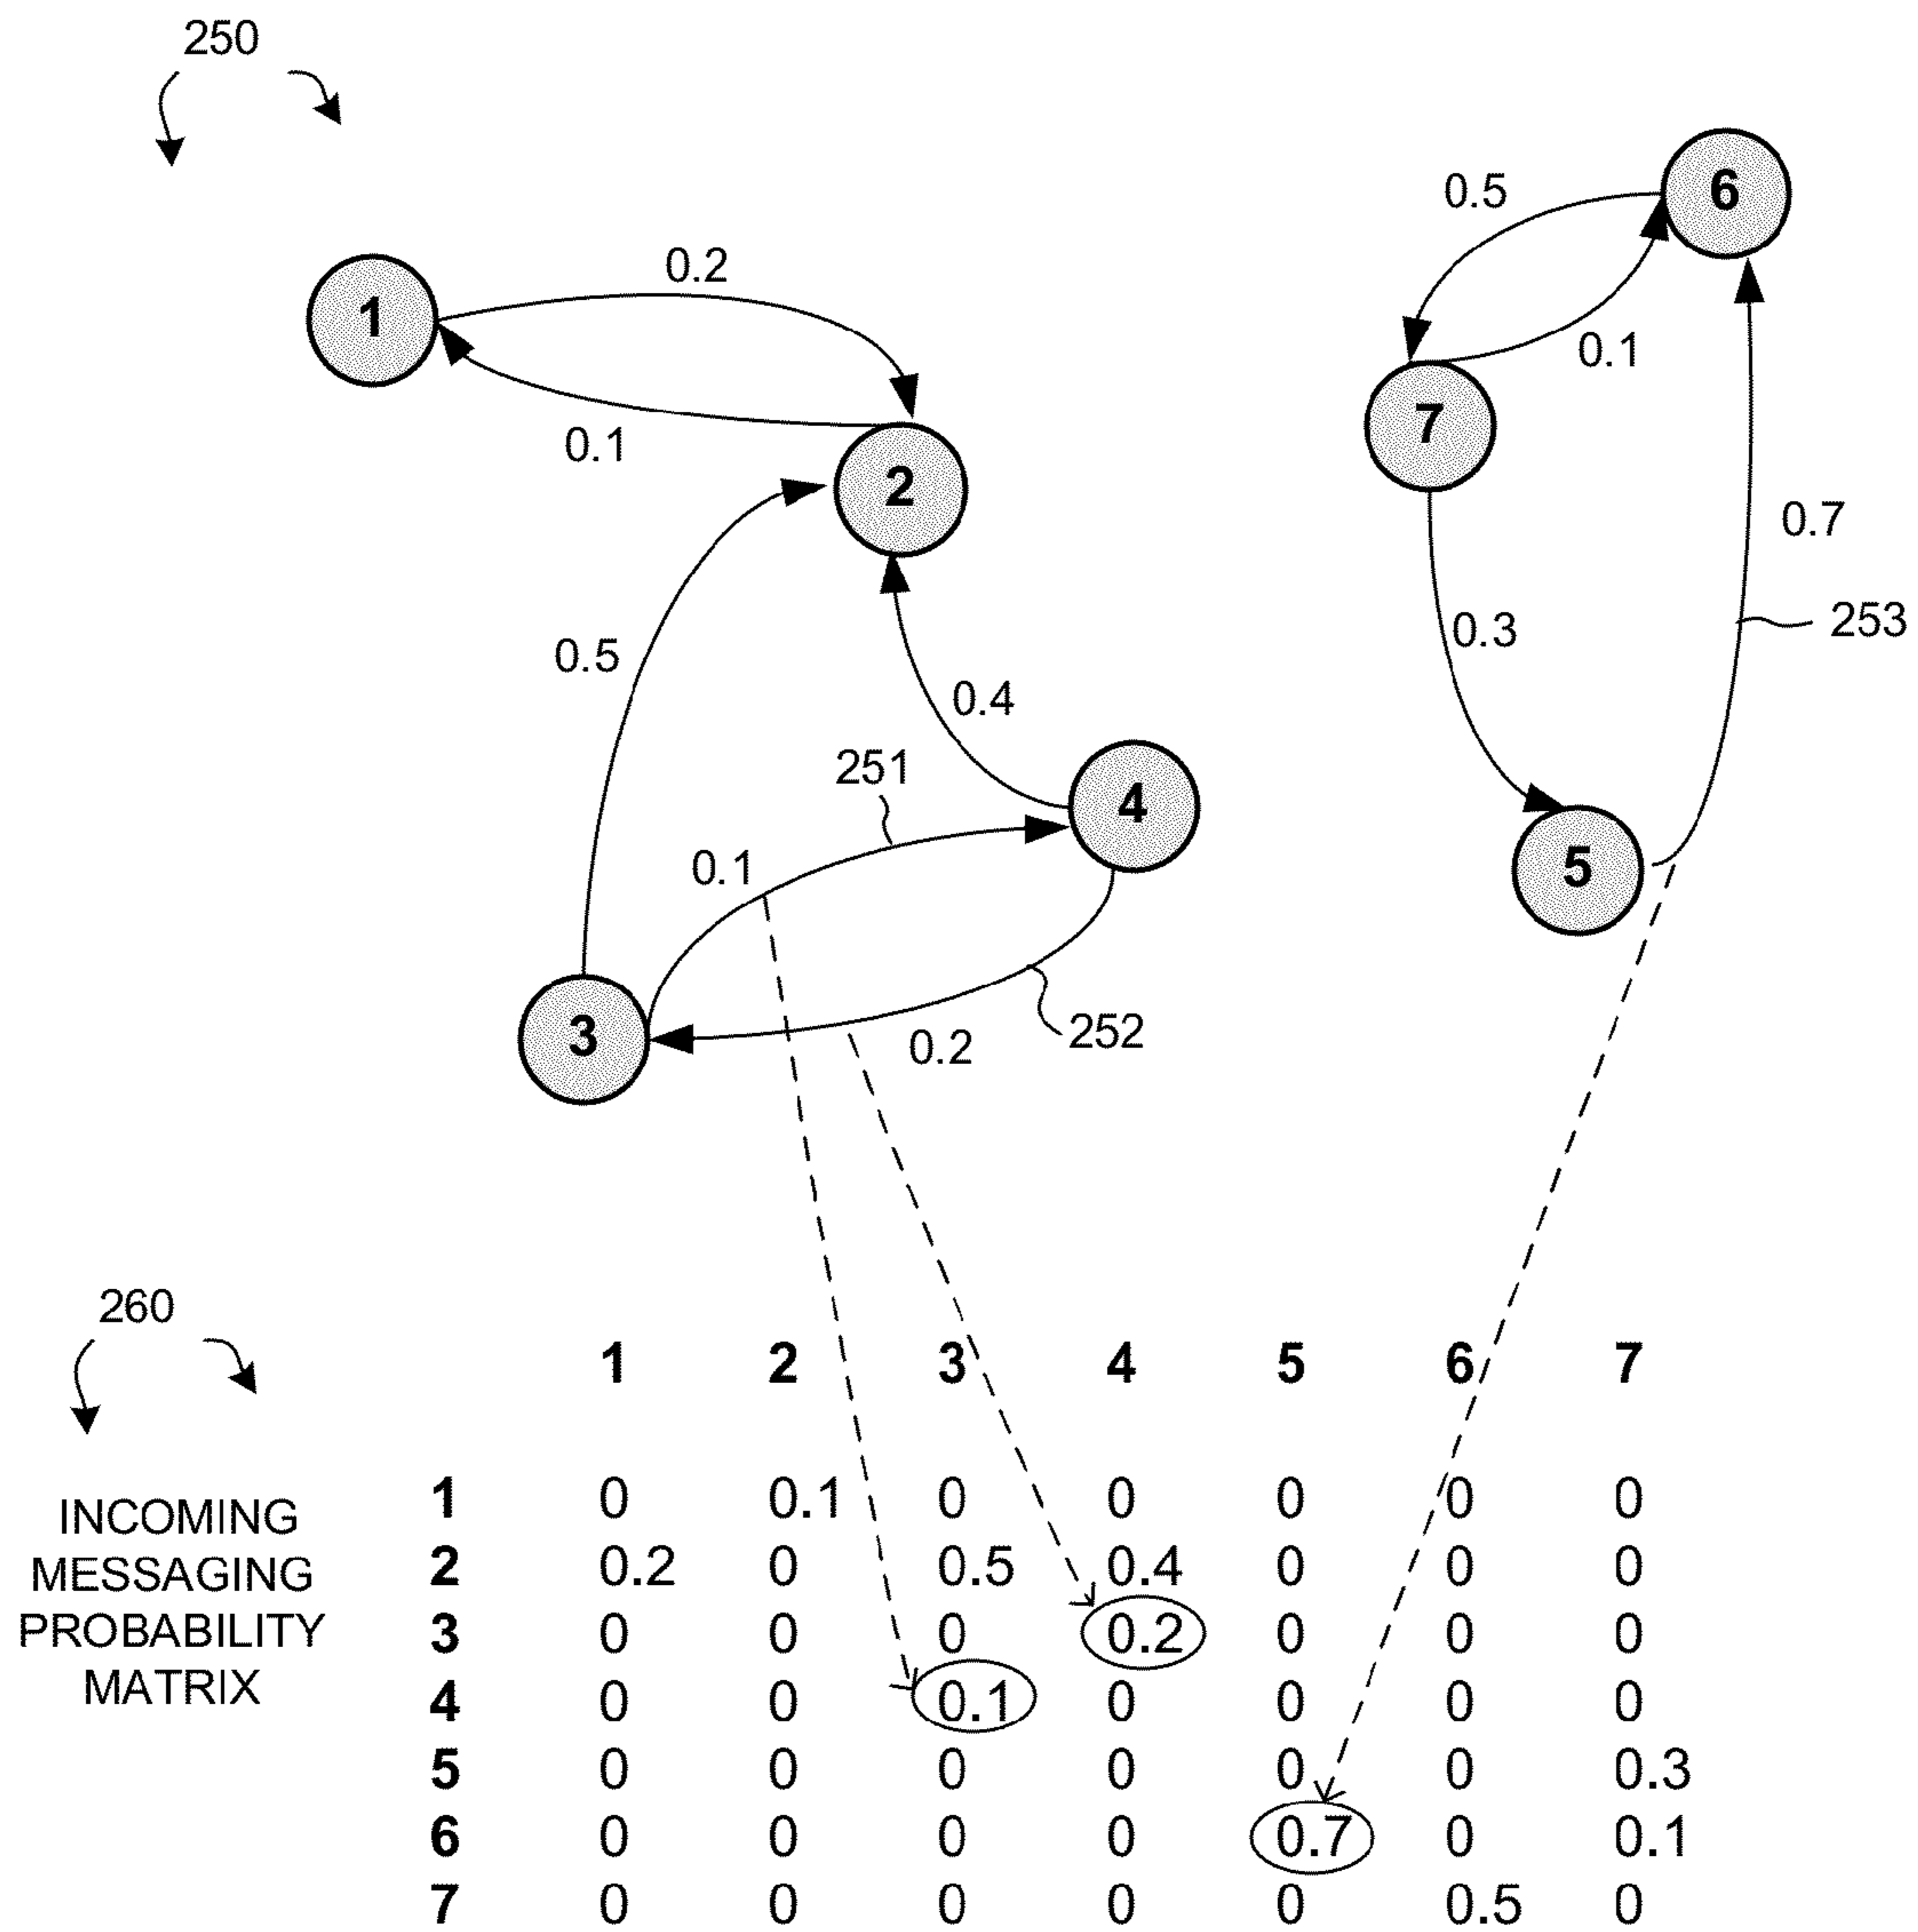 250
6
0.5
0.2
1
0.1
7
0.1
2
0.7
0.3
253
0.5
0.4
251
4
0.1
5
3
252
0.2
260
1 2 3 4 5 6 7
INCOMING
MESSAGING
PROBABILITY
MATRIX
1 0 0.1 0 0 0 0 0
2 0.2 0 0.5 0.4 0 0 0
3 0 0 0 0.2 0 0 0
4 0 0 0.1 0 0 0 0
5 0 0 0 0 0 0 0.3
6 0 0 0 0 0.7 0 0.1
7 0 0 0 0 0 0.5 0